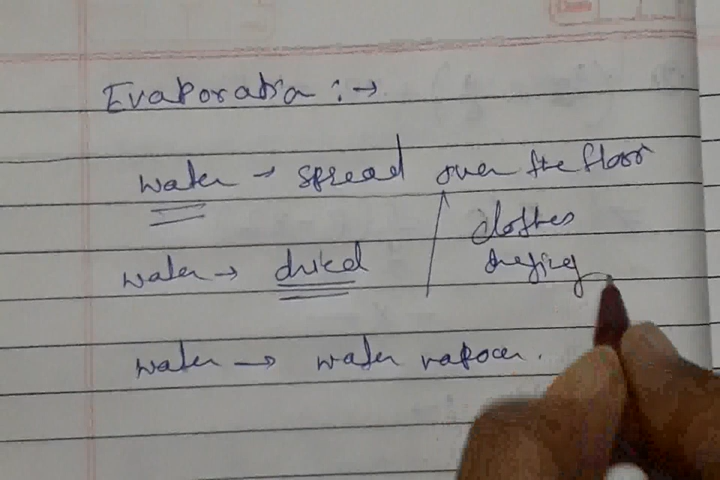 Evaporation :→
water → spread over the floor
water → dried / clothes
drying
water → water vapour.